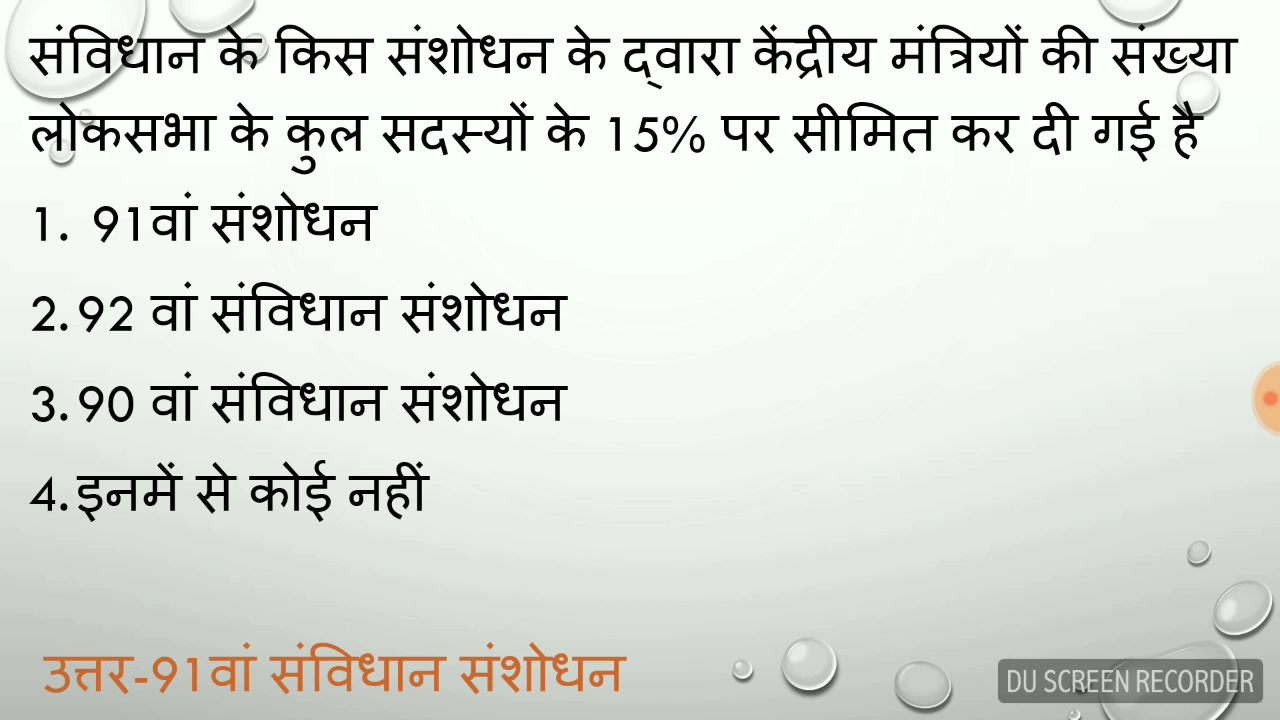 संविधान के किस संशोधन के द्वारा केंद्रीय मंत्रियों की संख्या
लोकसभा के कुल सदस्यों के 15% पर सीमित कर दी गई है
1. 91वां संशोधन
2. 92 वां संविधान संशोधन
3. 90 वां संविधान संशोधन
4. इनमें से कोई नहीं
उत्तर-91वां संविधान संशोधन
DU SCREEN RECORDER